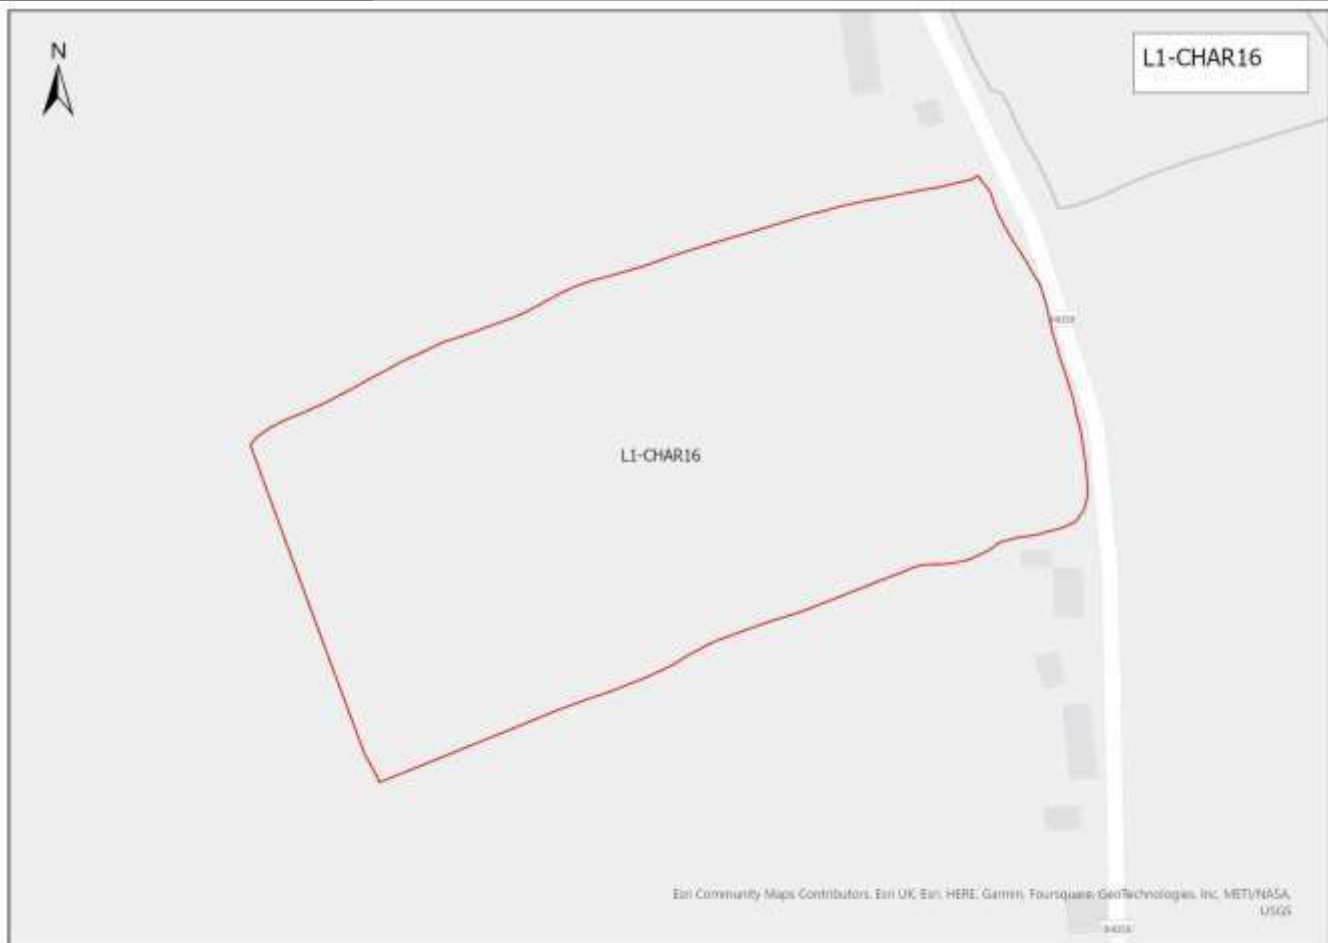 N
L1-CHAR16
L1-CHAR16
Esri Community Maps Contributors, Esri UK, Esri, HERE, Garmin, Foursquare, GeoTechnologies, Inc, METI/NASA,
USGS